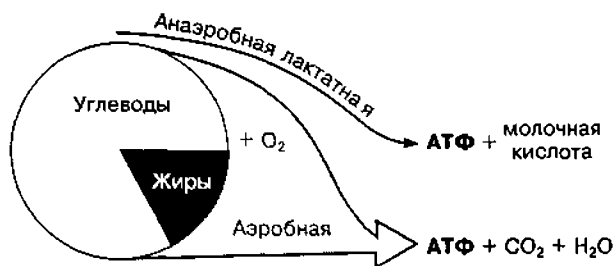 Анаэробная лактатная
Углеводы
+ O₂
АТФ + молочная
кислота
Жиры
Аэробная
АТФ + CO₂ + H₂O